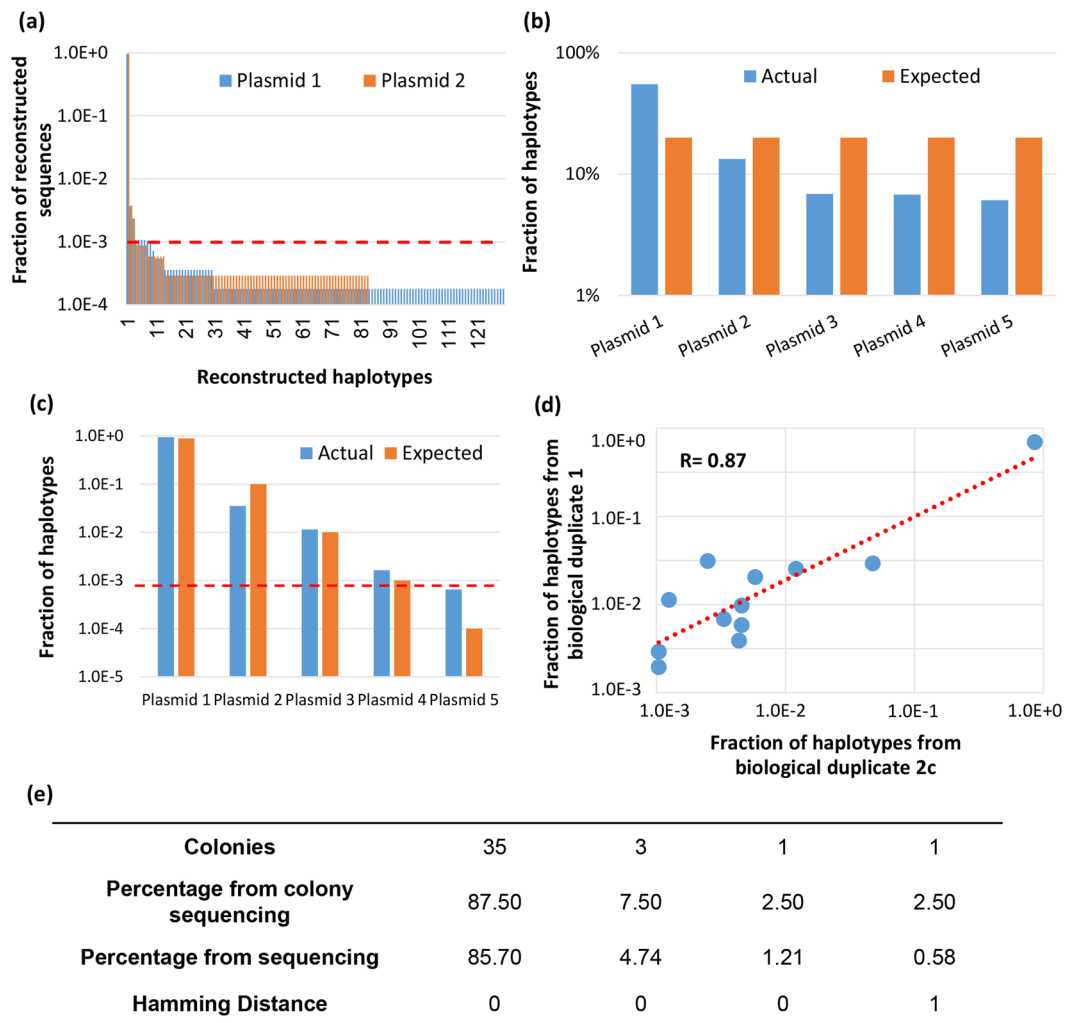 (a)
Fraction of reconstructed
sequences
1.0E+0
1.0E-1
1.0E-2
1.0E-3
1.0E-4
Plasmid 1
Plasmid 2
1
11
21
31
41
51
61
71
81
91
101
111
121
Reconstructed haplotypes
(b)
Fraction of haplotypes
100%
10%
1%
Actual
Expected
Plasmid 1
Plasmid 2
Plasmid 3
Plasmid 4
Plasmid 5
(c)
Fraction of haplotypes
1.0E+0
1.0E-1
1.0E-2
1.0E-3
1.0E-4
1.0E-5
Actual
Expected
Plasmid 1 Plasmid 2 Plasmid 3 Plasmid 4 Plasmid 5
(d)
Fraction of haplotypes from
biological duplicate 1
1.0E+0
1.0E-1
1.0E-2
1.0E-3
R= 0.87
1.0E-3 1.0E-2 1.0E-1 1.0E+0
Fraction of haplotypes from
biological duplicate 2c
(e)
Colonies 35 3 1 1
Percentage from colony
sequencing 87.50 7.50 2.50 2.50
Percentage from sequencing 85.70 4.74 1.21 0.58
Hamming Distance 0 0 0 1